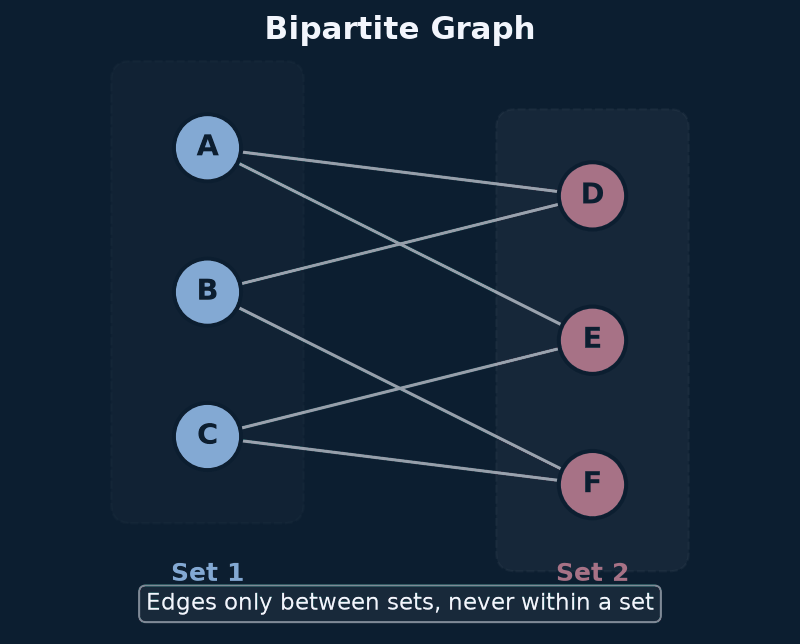 Bipartite Graph
A
D
B
E
C
F
Set 1
Set 2
Edges only between sets, never within a set